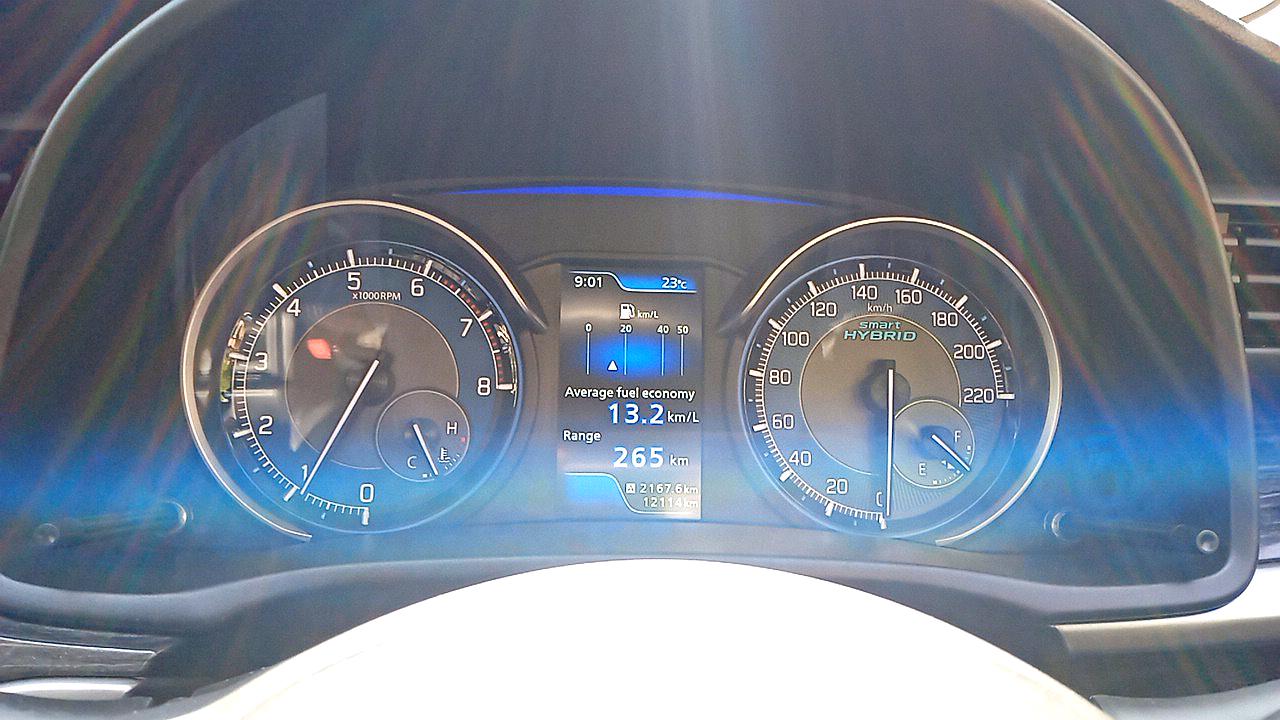 5
x1000RPM
6
4
7
3
8
2
1
0
H
C
9:01 23°C
km/L
0 20 40 50
Average fuel economy
13.2 km/L
Range
265 km
A 2167.6 km
12114 km
140 160
km/h
120 180
smart
HYBRID
100 200
80 220
60
40
20
F
E